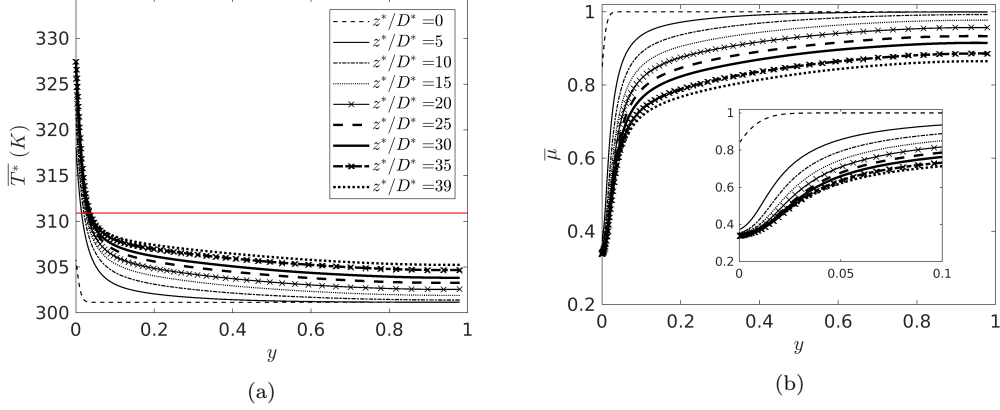 330
325
320
315
310
305
300
0
0.2
0.4
0.6
0.8
1
T* (K)
y
z*/D* =0
z*/D* =5
z*/D* =10
z*/D* =15
z*/D* =20
z*/D* =25
z*/D* =30
z*/D* =35
z*/D* =39
(a)
1
0.8
0.6
0.4
0.2
0
0.2
0.4
0.6
0.8
1
μ
y
1
0.8
0.6
0.4
0.2
0
0.05
0.1
(b)